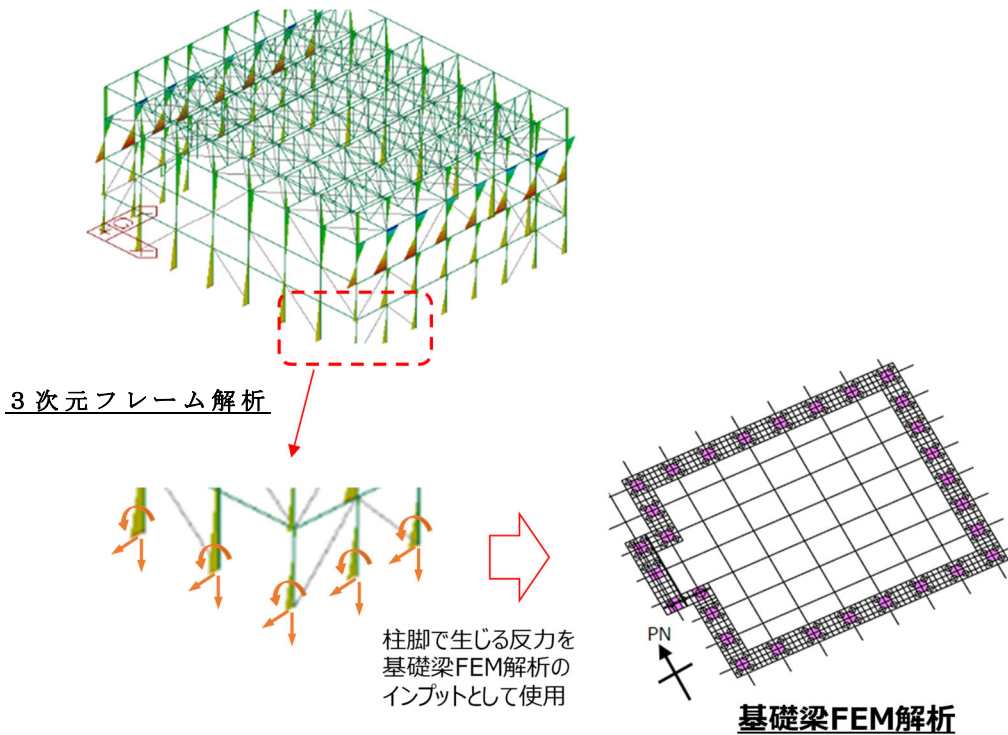 ３次元フレーム解析
柱脚で生じる反力を
基礎梁FEM解析の
インプットとして使用
PN
基礎梁FEM解析